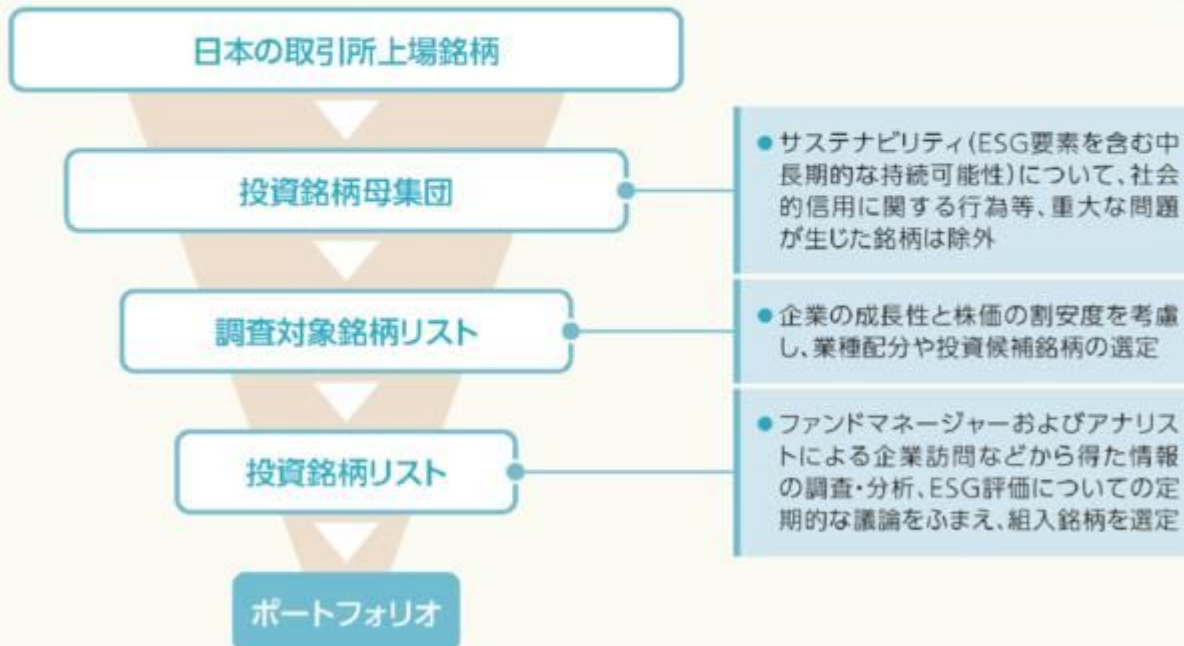 日本の取引所上場銘柄
投資銘柄母集団
●サステナビリティ(ESG要素を含む中
長期的な持続可能性)について、社会
的信用に関する行為等、重大な問題
が生じた銘柄は除外
調査対象銘柄リスト
●企業の成長性と株価の割安度を考慮
し、業種配分や投資候補銘柄の選定
投資銘柄リスト
●ファンドマネージャーおよびアナリス
トによる企業訪問などから得た情報
の調査・分析、ESG評価についての定
期的な議論をふまえ、組入銘柄を選定
ポートフォリオ